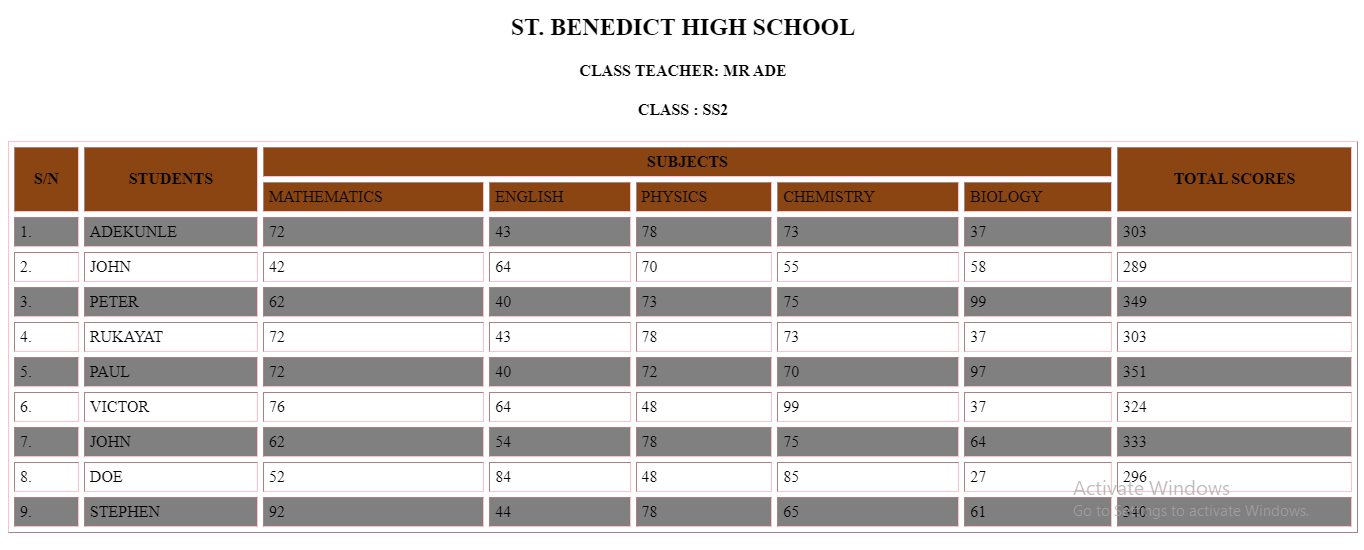 ST. BENEDICT HIGH SCHOOL
CLASS TEACHER: MR ADE
CLASS : SS2
S/N STUDENTS SUBJECTS TOTAL SCORES
MATHEMATICS ENGLISH PHYSICS CHEMISTRY BIOLOGY
1. ADEKUNLE 72 43 78 73 37 303
2. JOHN 42 64 70 55 58 289
3. PETER 62 40 73 75 99 349
4. RUKAYAT 72 43 78 73 37 303
5. PAUL 72 40 72 70 97 351
6. VICTOR 76 64 48 99 37 324
7. JOHN 62 54 78 75 64 333
8. DOE 52 84 48 85 27 296
9. STEPHEN 92 44 78 65 61 340
Activate Windows
Go to Settings to activate Windows.